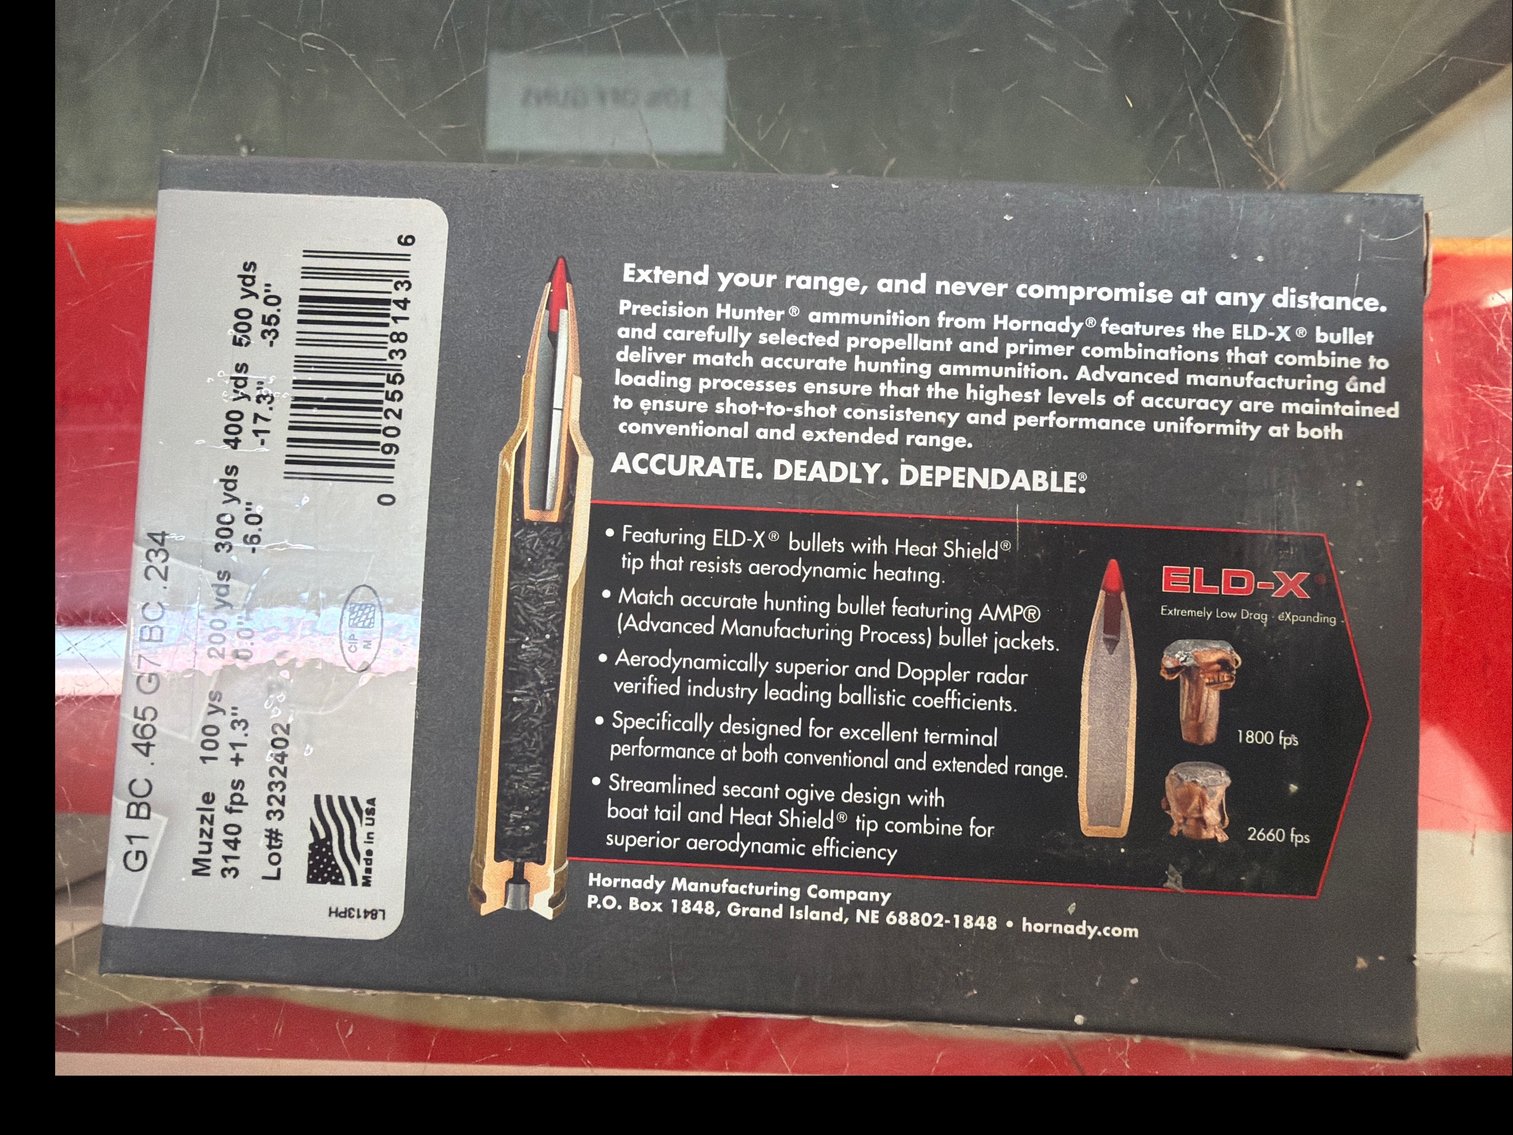 G1 BC .465 G7 BC .234
Muzzle 100 ys 200 yds 300 yds 400 yds 500 yds
3140 fps +1.3" 0.0" -6.0" -17.3" -35.0"
Lot# 3232402
Made in USA
CIP
M
0 90255 38143 6
L8413PH
Extend your range, and never compromise at any distance.
Precision Hunter® ammunition from Hornady® features the ELD-X® bullet
and carefully selected propellant and primer combinations that combine to
deliver match accurate hunting ammunition. Advanced manufacturing and
loading processes ensure that the highest levels of accuracy are maintained
to ensure shot-to-shot consistency and performance uniformity at both
conventional and extended range.
ACCURATE. DEADLY. DEPENDABLE.®
• Featuring ELD-X® bullets with Heat Shield®
tip that resists aerodynamic heating.
• Match accurate hunting bullet featuring AMP®
(Advanced Manufacturing Process) bullet jackets.
• Aerodynamically superior and Doppler radar
verified industry leading ballistic coefficients.
• Specifically designed for excellent terminal
performance at both conventional and extended range.
• Streamlined secant ogive design with
boat tail and Heat Shield® tip combine for
superior aerodynamic efficiency
ELD-X®
Extremely Low Drag - eXpanding
1800 fps
2660 fps
Hornady Manufacturing Company
P.O. Box 1848, Grand Island, NE 68802-1848 • hornady.com
10% OFF GUNS